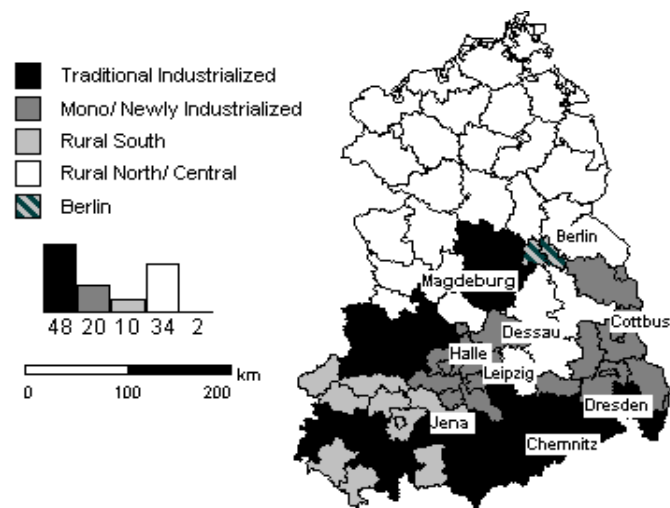 Traditional Industrialized
Mono/ Newly Industrialized
Rural South
Rural North/ Central
Berlin
48 20 10 34 2
km
0 100 200
Berlin
Magdeburg
Cottbus
Dessau
Halle
Leipzig
Dresden
Jena
Chemnitz